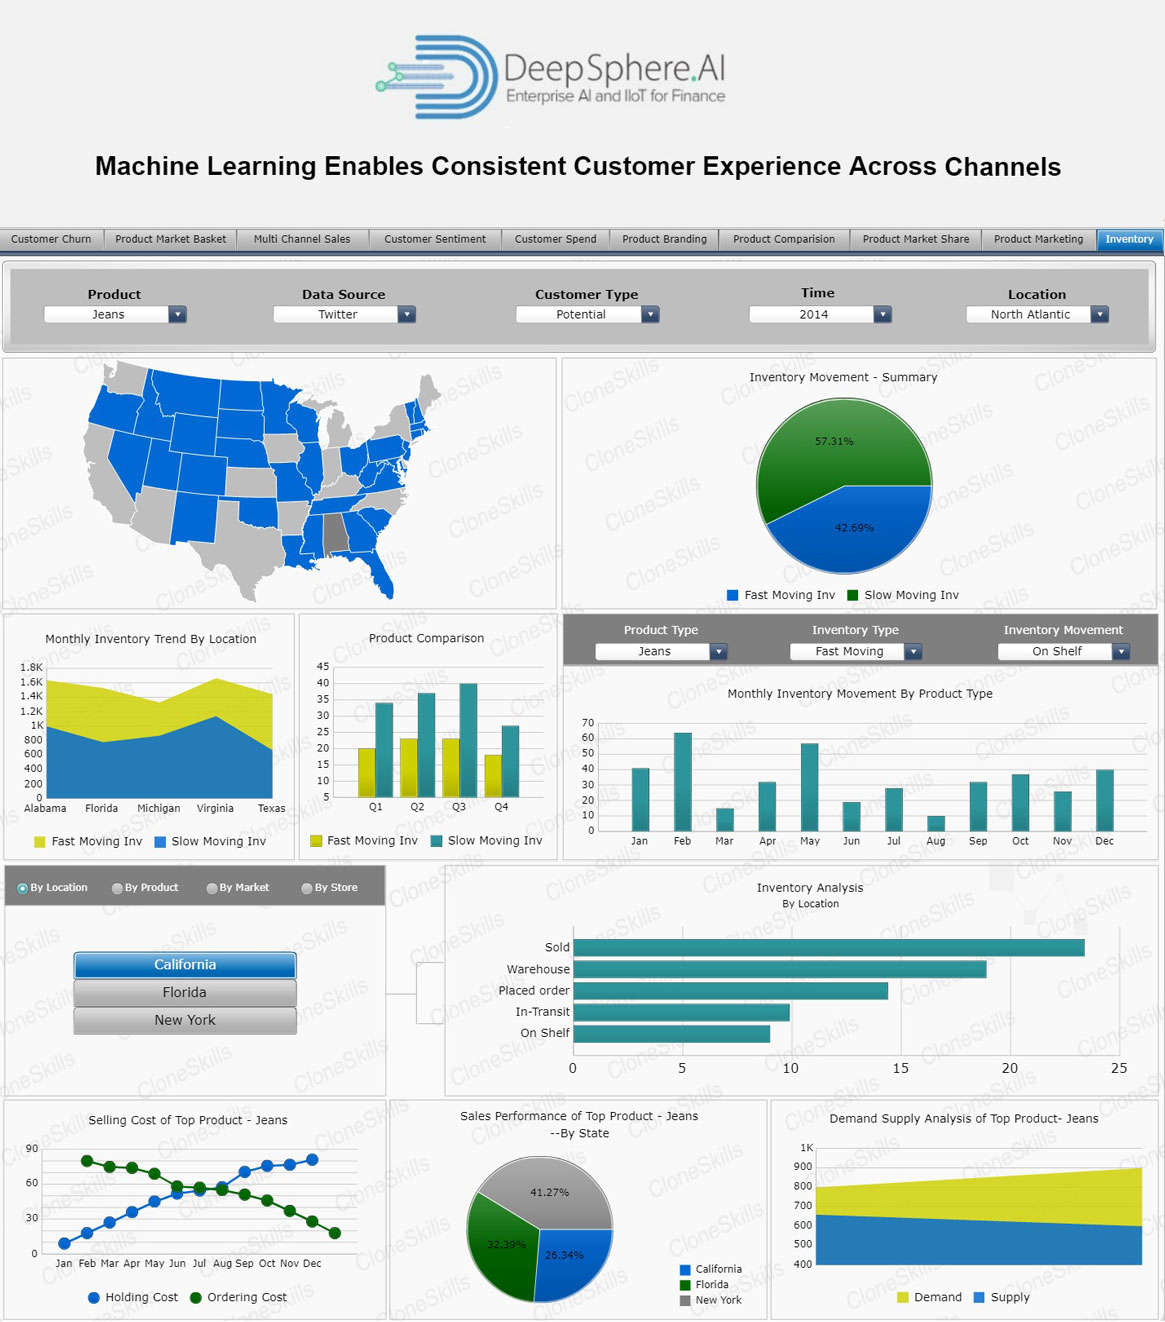 DeepSphere.AI
Enterprise AI and IIoT for Finance
Machine Learning Enables Consistent Customer Experience Across Channels
Customer Churn
Product Market Basket
Multi Channel Sales
Customer Sentiment
Customer Spend
Product Branding
Product Comparision
Product Market Share
Product Marketing
Inventory
Product
Data Source
Customer Type
Time
Location
Jeans
Twitter
Potential
2014
North Atlantic
Inventory Movement - Summary
57.31%
42.69%
Fast Moving Inv
Slow Moving Inv
Monthly Inventory Trend By Location
1.8K
1.6K
1.4K
1.2K
1K
800
600
400
200
0
Alabama Florida Michigan Virginia Texas
Fast Moving Inv Slow Moving Inv
Product Comparison
45
40
35
30
25
20
15
10
5
Q1 Q2 Q3 Q4
Fast Moving Inv Slow Moving Inv
Product Type
Inventory Type
Inventory Movement
Jeans
Fast Moving
On Shelf
Monthly Inventory Movement By Product Type
70
60
50
40
30
20
10
0
Jan Feb Mar Apr May Jun Jul Aug Sep Oct Nov Dec
By Location By Product By Market By Store
California
Florida
New York
Inventory Analysis
By Location
Sold
Warehouse
Placed order
In-Transit
On Shelf
0 5 10 15 20 25
Selling Cost of Top Product - Jeans
90
60
30
0
Jan Feb Mar Apr May Jun Jul Aug Sep Oct Nov Dec
Holding Cost Ordering Cost
Sales Performance of Top Product - Jeans
--By State
41.27%
32.39%
26.34%
California
Florida
New York
Demand Supply Analysis of Top Product- Jeans
1K
900
800
700
600
500
400
Demand Supply
CloneSkills